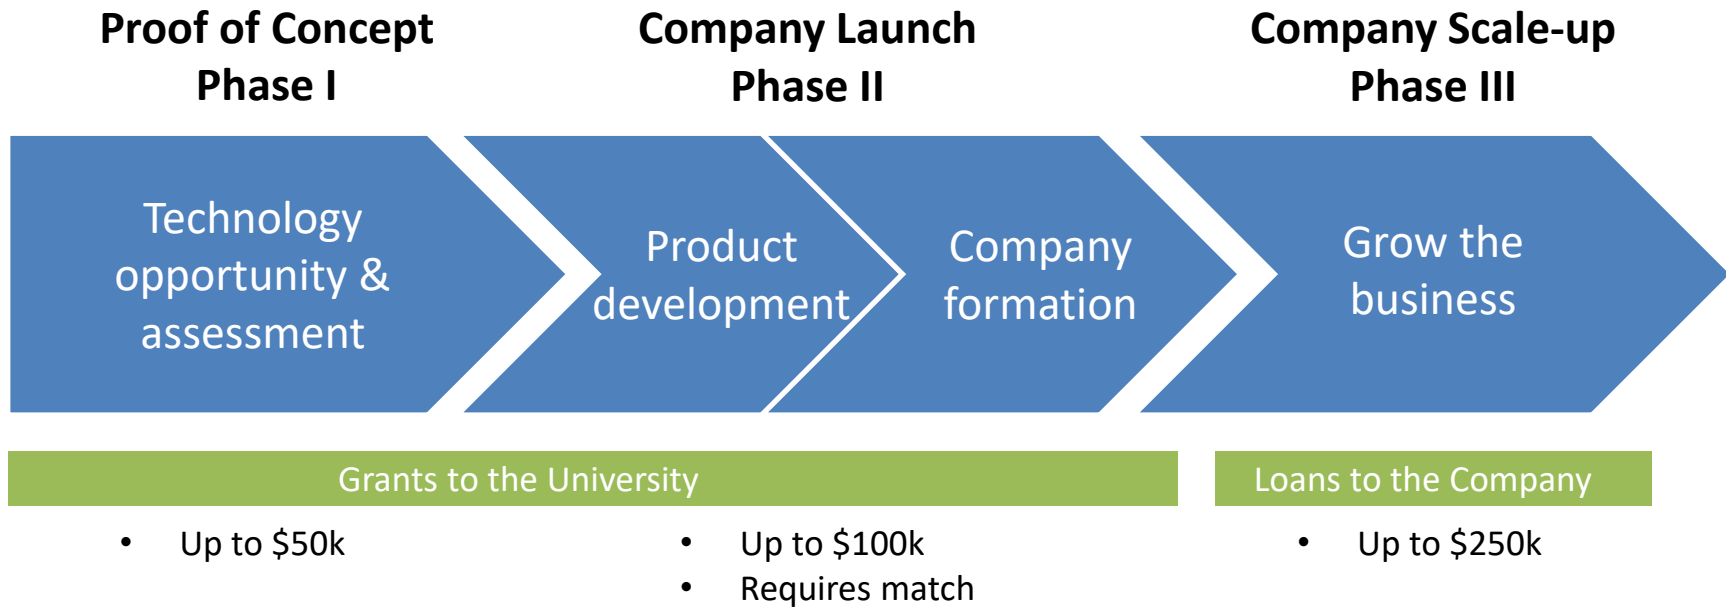 Proof of Concept
Phase I
Company Launch
Phase II
Company Scale-up
Phase III
Technology
opportunity &
assessment
Product
development
Company
formation
Grow the
business
Grants to the University
Loans to the Company
• Up to $50k
• Up to $100k
• Requires match
• Up to $250k